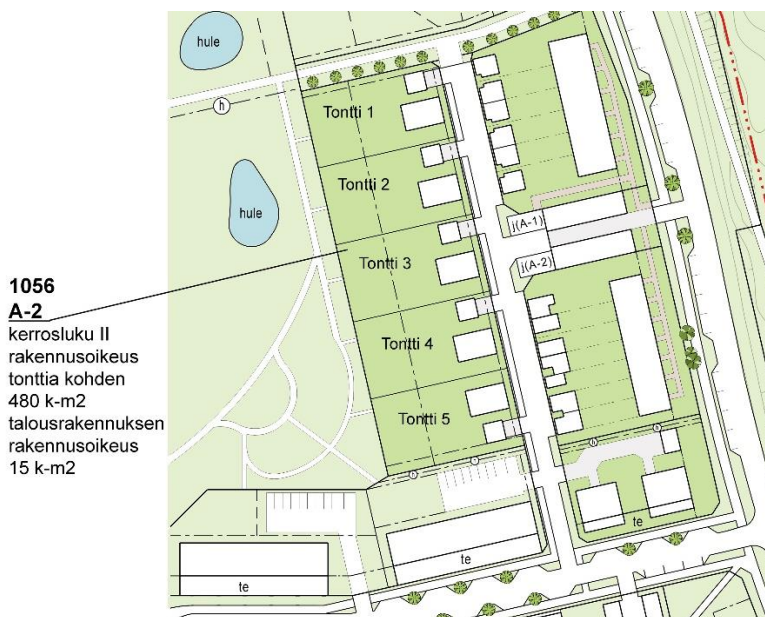 hule
h
Tontti 1
hule
Tontti 2
j(A-1)
Tontti 3
j(A-2)
1056
A-2
kerrosluku II
rakennusoikeus
tonttia kohden
480 k-m2
talousrakennuksen
rakennusoikeus
15 k-m2
Tontti 4
Tontti 5
te
te
te